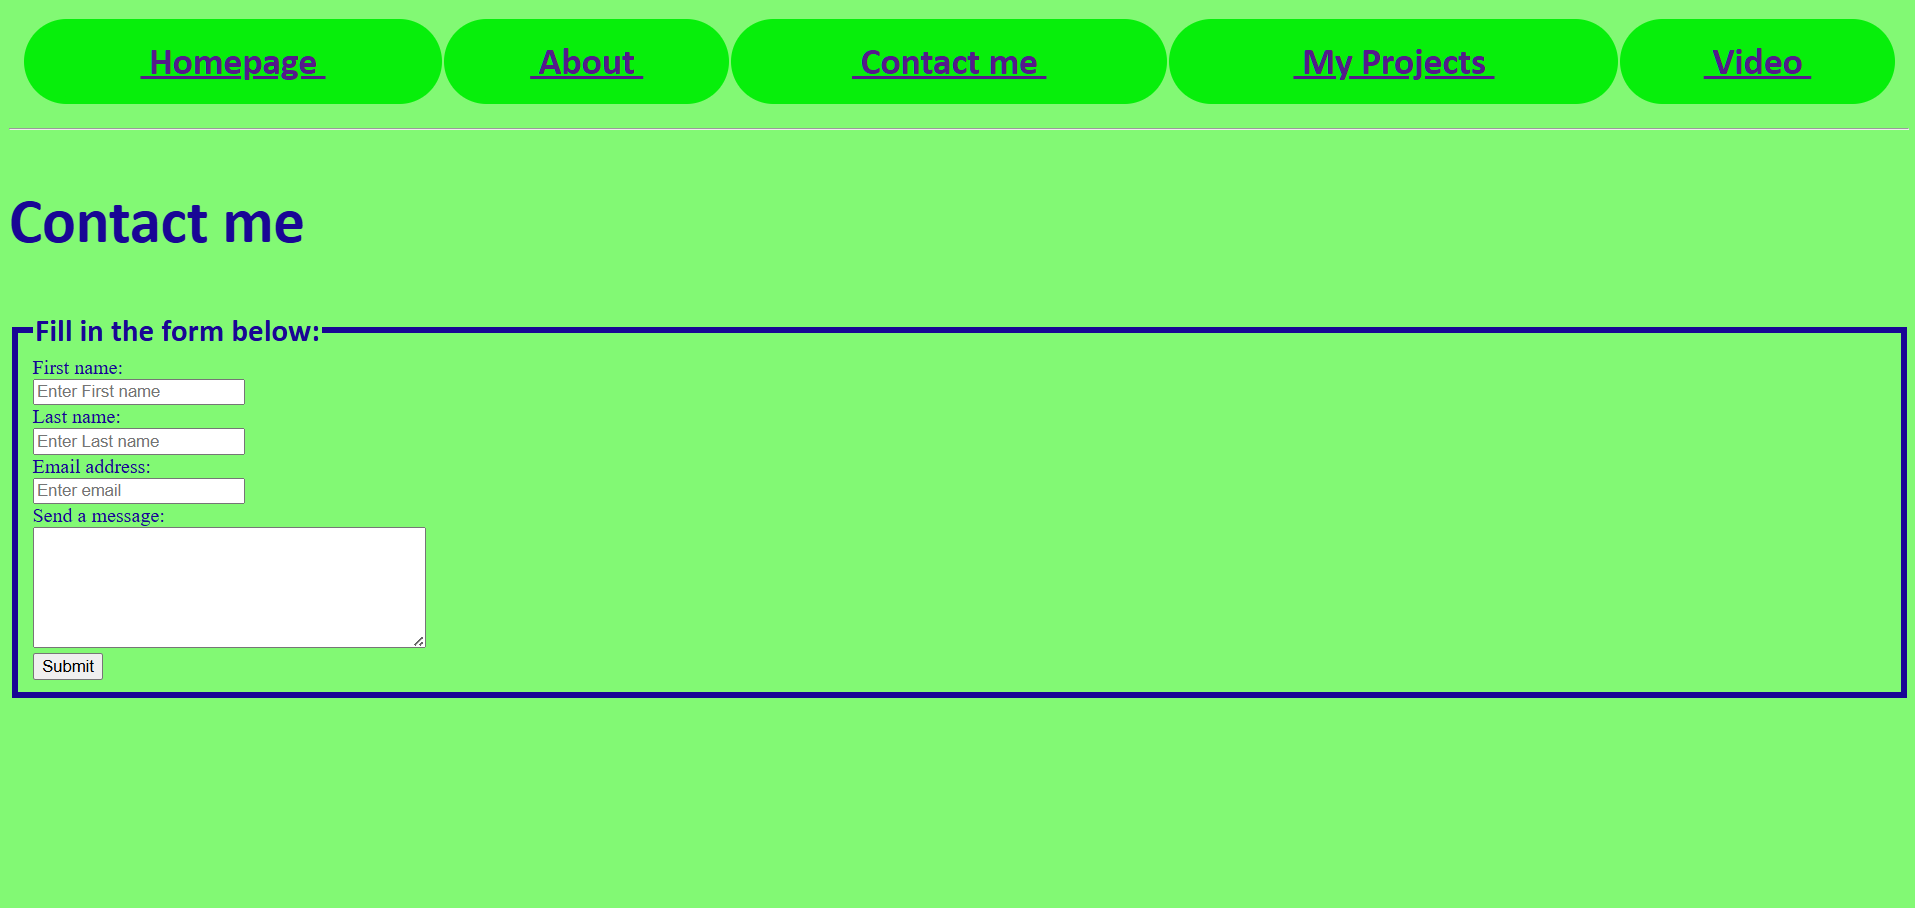 Homepage About Contact me My Projects Video
Contact me
Fill in the form below:
First name:
Enter First name
Last name:
Enter Last name
Email address:
Enter email
Send a message:
Submit